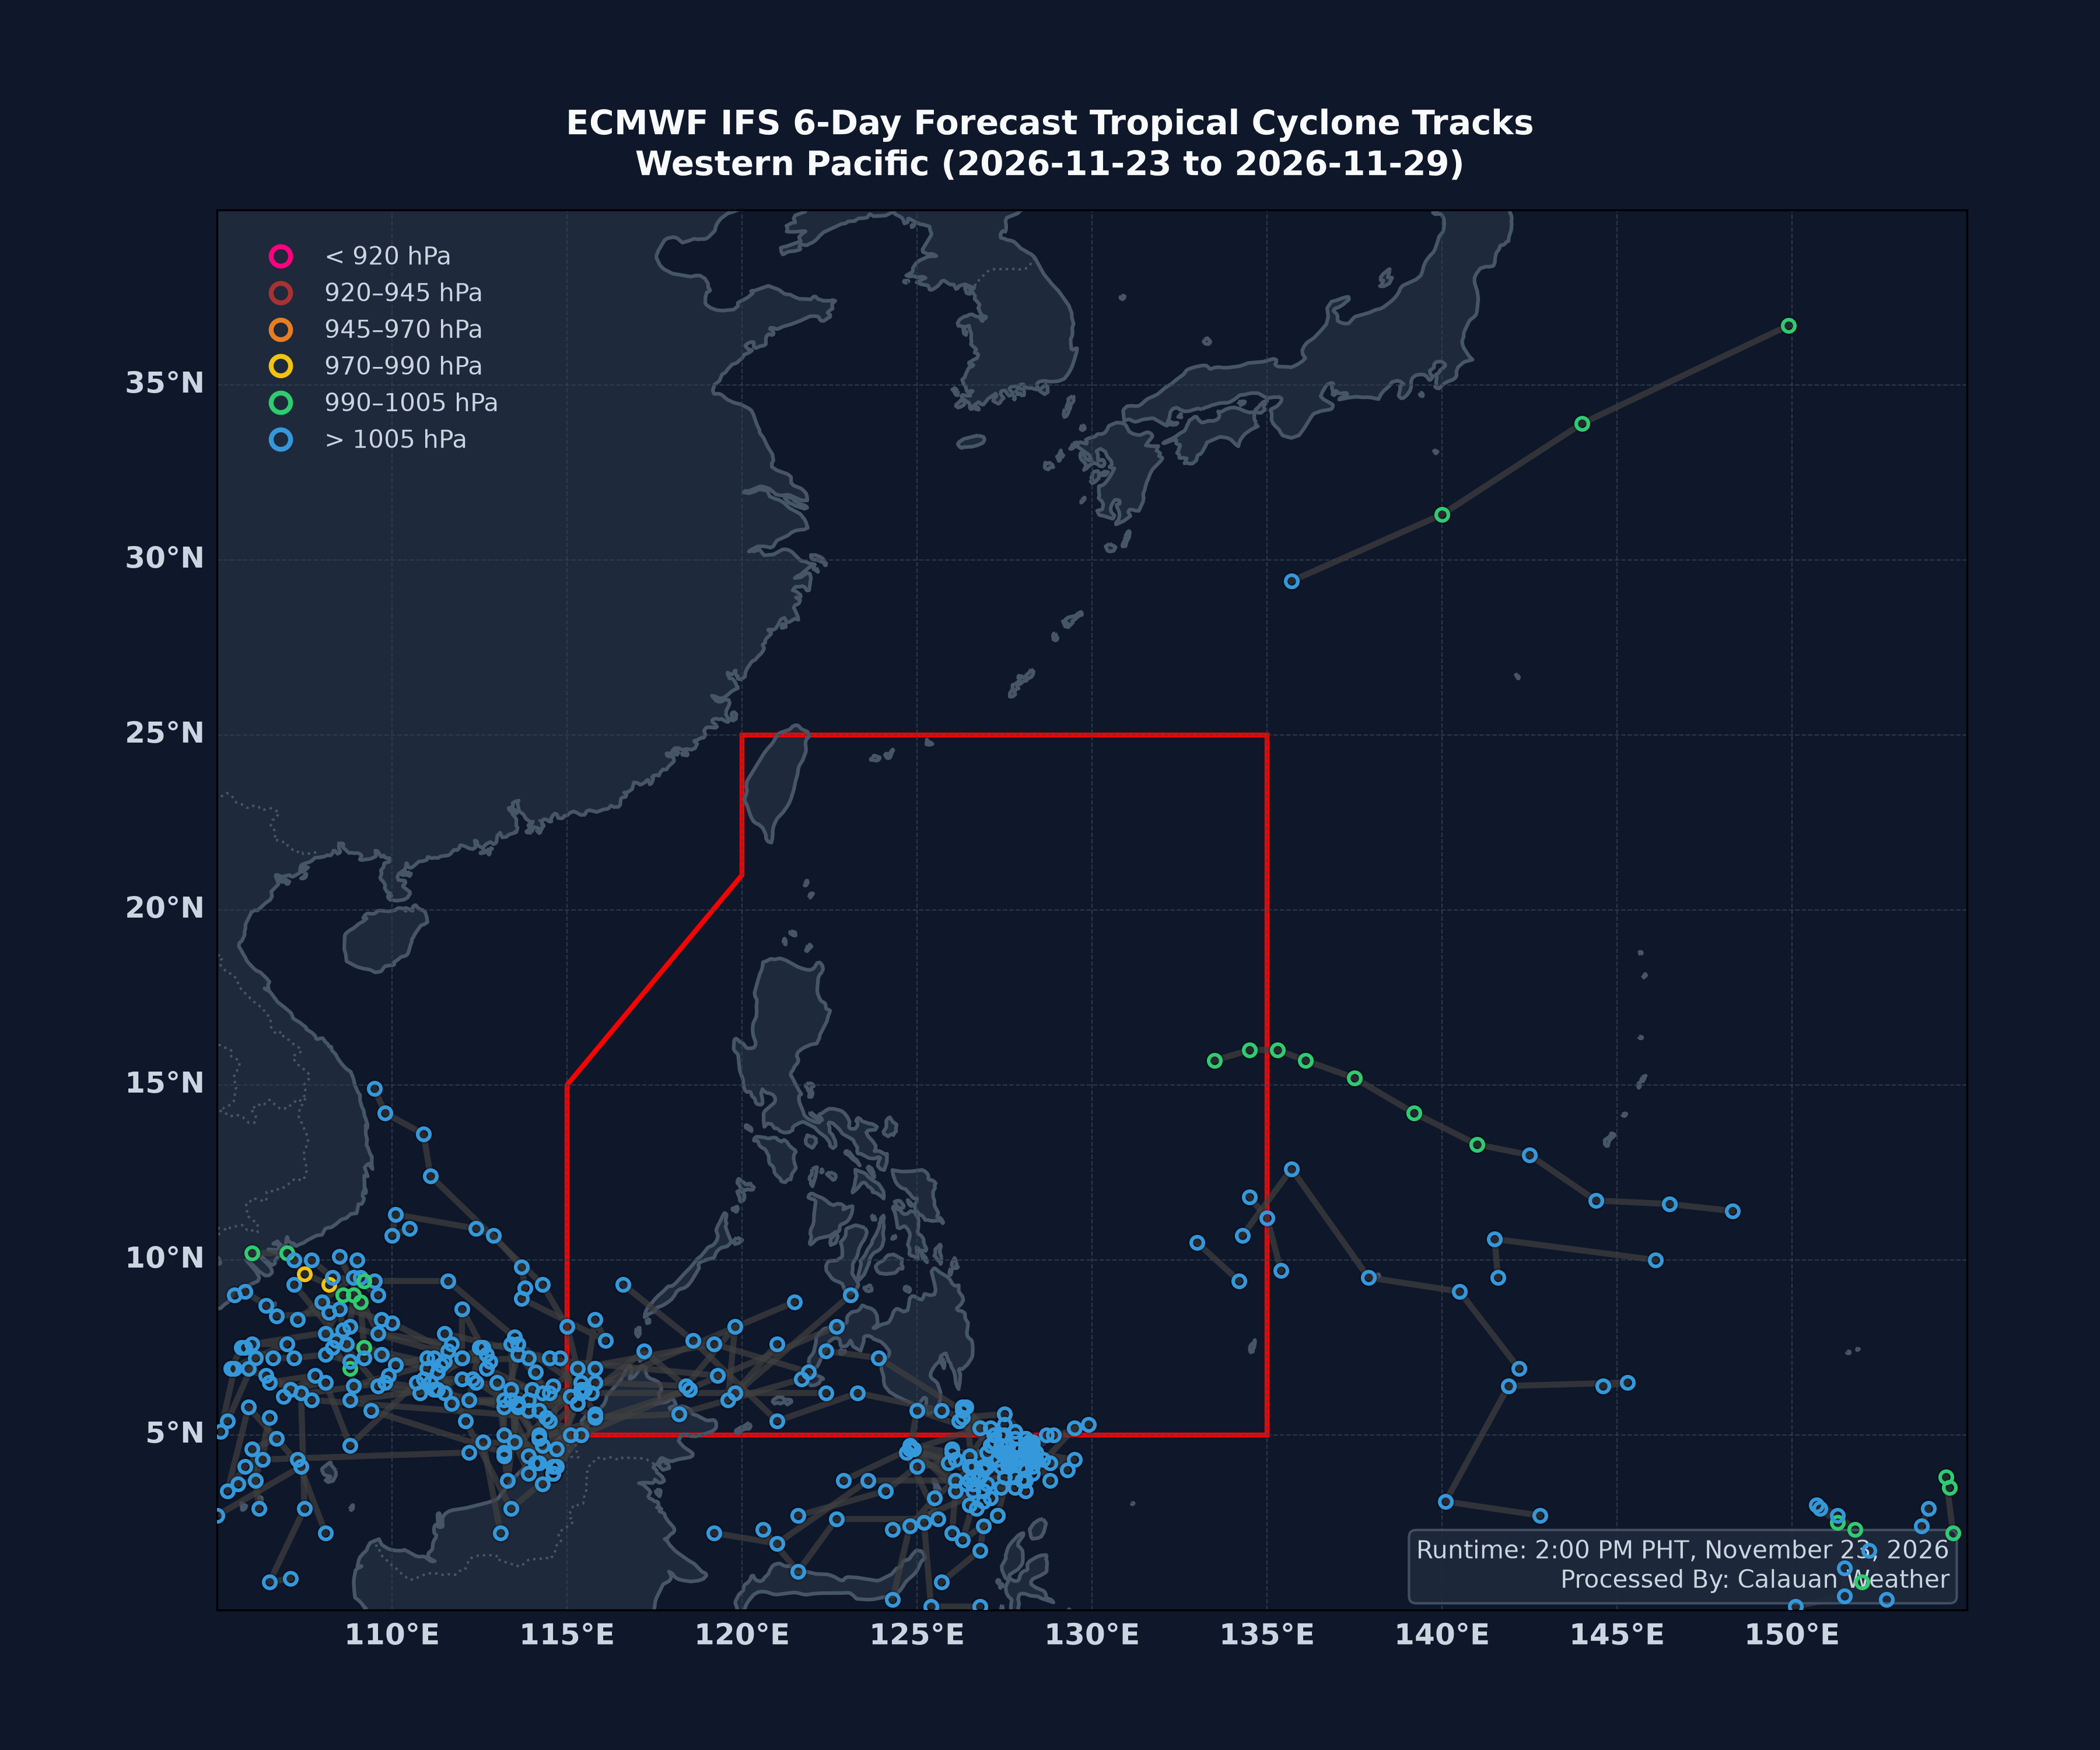 ECMWF IFS 6-Day Forecast Tropical Cyclone Tracks
Western Pacific (2026-11-23 to 2026-11-29)
< 920 hPa
920–945 hPa
945–970 hPa
970–990 hPa
990–1005 hPa
> 1005 hPa
35°N
30°N
25°N
20°N
15°N
10°N
5°N
Runtime: 2:00 PM PHT, November 23, 2026
Processed By: Calauan Weather
110°E 115°E 120°E 125°E 130°E 135°E 140°E 145°E 150°E